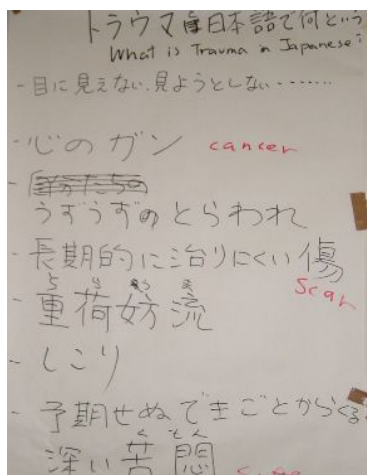 トラウマは日本語で何という
What is Trauma in Japanese?
- 目に見えない、見ようとしない・・・・・・・
- 心のガン cancer
-
うずうずのとらわれ
- 長期的に治りにくい傷
scar
- 重荷妨流
- しこり
- 予期せぬできごとからくる
くもん
深い苦悶